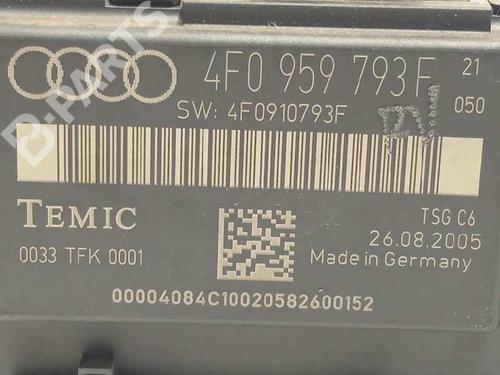 B-PARTS
4F0 959 793F 21
SW: 4F0910793F 050
TEMIC
TSG C6
0033 TFK 0001
26.08.2005
Made in Germany
00004084C10020582600152